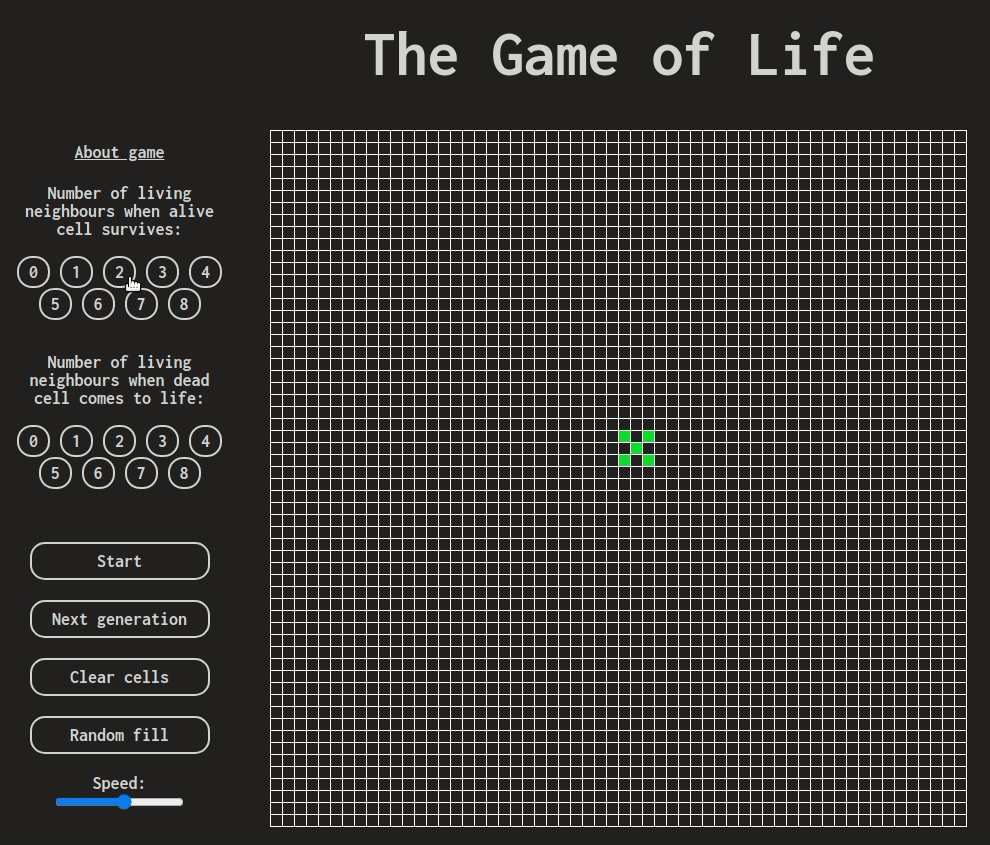 The Game of Life
About game
Number of living
neighbours when alive
cell survives:
0 1 2 3 4
5 6 7 8
Number of living
neighbours when dead
cell comes to life:
0 1 2 3 4
5 6 7 8
Start
Next generation
Clear cells
Random fill
Speed: